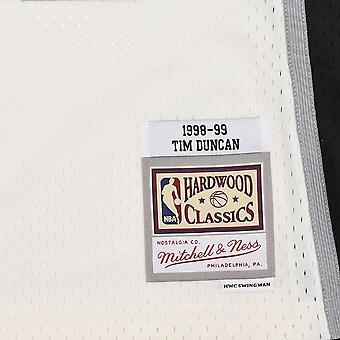 1998-99
TIM DUNCAN
HARDWOOD
NBA
CLASSICS
NOSTALGIA CO.
Mitchell & Ness
PHILADELPHIA, PA.
HWC SWINGMAN